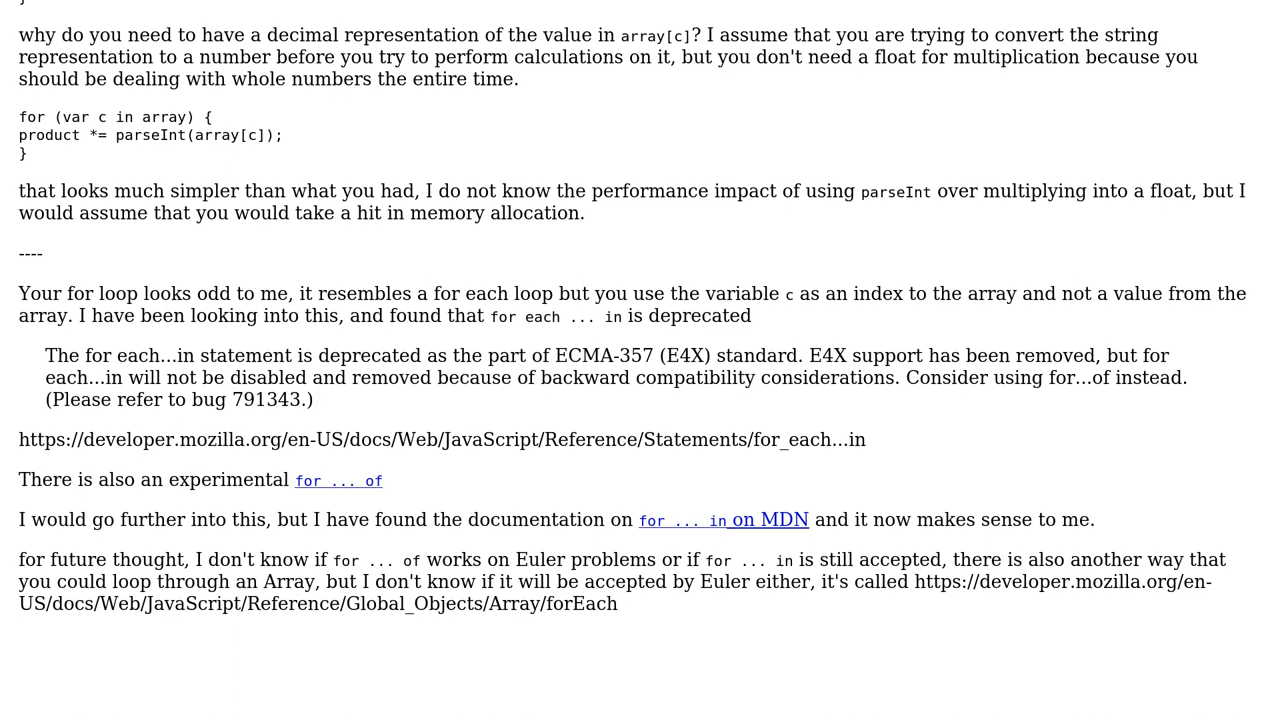 }
why do you need to have a decimal representation of the value in array[c]? I assume that you are trying to convert the string
representation to a number before you try to perform calculations on it, but you don't need a float for multiplication because you
should be dealing with whole numbers the entire time.
for (var c in array) {
product *= parseInt(array[c]);
}
that looks much simpler than what you had, I do not know the performance impact of using parseInt over multiplying into a float, but I
would assume that you would take a hit in memory allocation.
----
Your for loop looks odd to me, it resembles a for each loop but you use the variable c as an index to the array and not a value from the
array. I have been looking into this, and found that for each ... in is deprecated
The for each...in statement is deprecated as the part of ECMA-357 (E4X) standard. E4X support has been removed, but for
each...in will not be disabled and removed because of backward compatibility considerations. Consider using for...of instead.
(Please refer to bug 791343.)
https://developer.mozilla.org/en-US/docs/Web/JavaScript/Reference/Statements/for_each...in
There is also an experimental for ... of
I would go further into this, but I have found the documentation on for ... in on MDN and it now makes sense to me.
for future thought, I don't know if for ... of works on Euler problems or if for ... in is still accepted, there is also another way that
you could loop through an Array, but I don't know if it will be accepted by Euler either, it's called https://developer.mozilla.org/en-
US/docs/Web/JavaScript/Reference/Global_Objects/Array/forEach